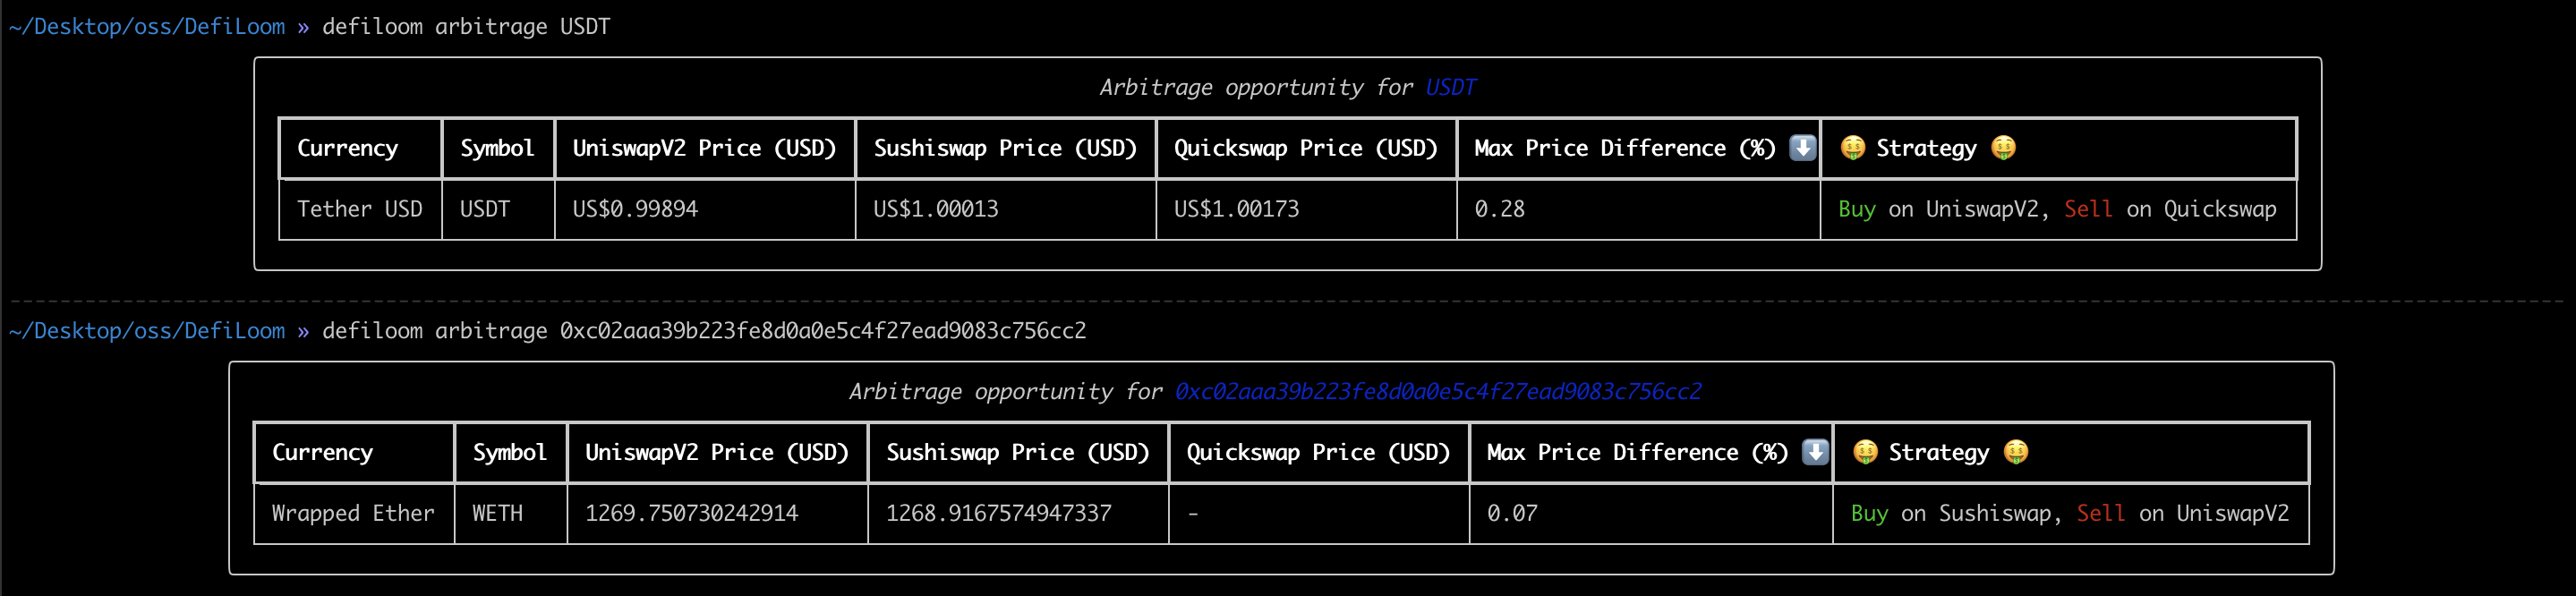 ~/Desktop/oss/DefiLoom » defiloom arbitrage USDT
Arbitrage opportunity for USDT
Currency Symbol UniswapV2 Price (USD) Sushiswap Price (USD) Quickswap Price (USD) Max Price Difference (%) ⬇️ 🤑 Strategy 🤑
Tether USD USDT US$0.99894 US$1.00013 US$1.00173 0.28 Buy on UniswapV2, Sell on Quickswap
~/Desktop/oss/DefiLoom » defiloom arbitrage 0xc02aaa39b223fe8d0a0e5c4f27ead9083c756cc2
Arbitrage opportunity for 0xc02aaa39b223fe8d0a0e5c4f27ead9083c756cc2
Currency Symbol UniswapV2 Price (USD) Sushiswap Price (USD) Quickswap Price (USD) Max Price Difference (%) ⬇️ 🤑 Strategy 🤑
Wrapped Ether WETH 1269.750730242914 1268.9167574947337 - 0.07 Buy on Sushiswap, Sell on UniswapV2